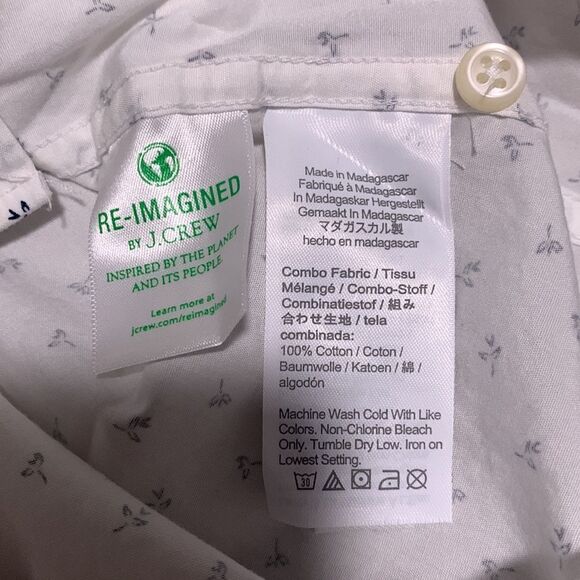 RE-IMAGINED
BY J.CREW
INSPIRED BY THE PLANET
AND ITS PEOPLE.
Learn more at
jcrew.com/reimagined
Made in Madagascar
Fabriqué à Madagascar
In Madagaskar Hergestellt
Gemaakt In Madagascar
マダガスカル製
hecho en madagascar
Combo Fabric / Tissu
Mélangé / Combo-Stoff /
Combinatiestof / 組み
合わせ生地 / tela
combinada:
100% Cotton / Coton /
Baumwolle / Katoen / 綿 /
algodón
Machine Wash Cold With Like
Colors. Non-Chlorine Bleach
Only. Tumble Dry Low. Iron on
Lowest Setting.
30